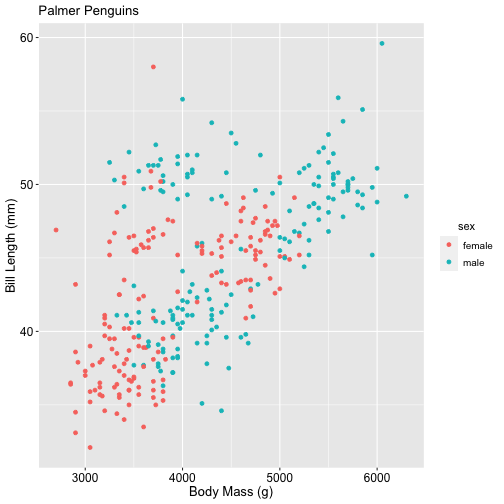 Palmer Penguins
60
50
40
Bill Length (mm)
3000 4000 5000 6000
Body Mass (g)
sex
female
male